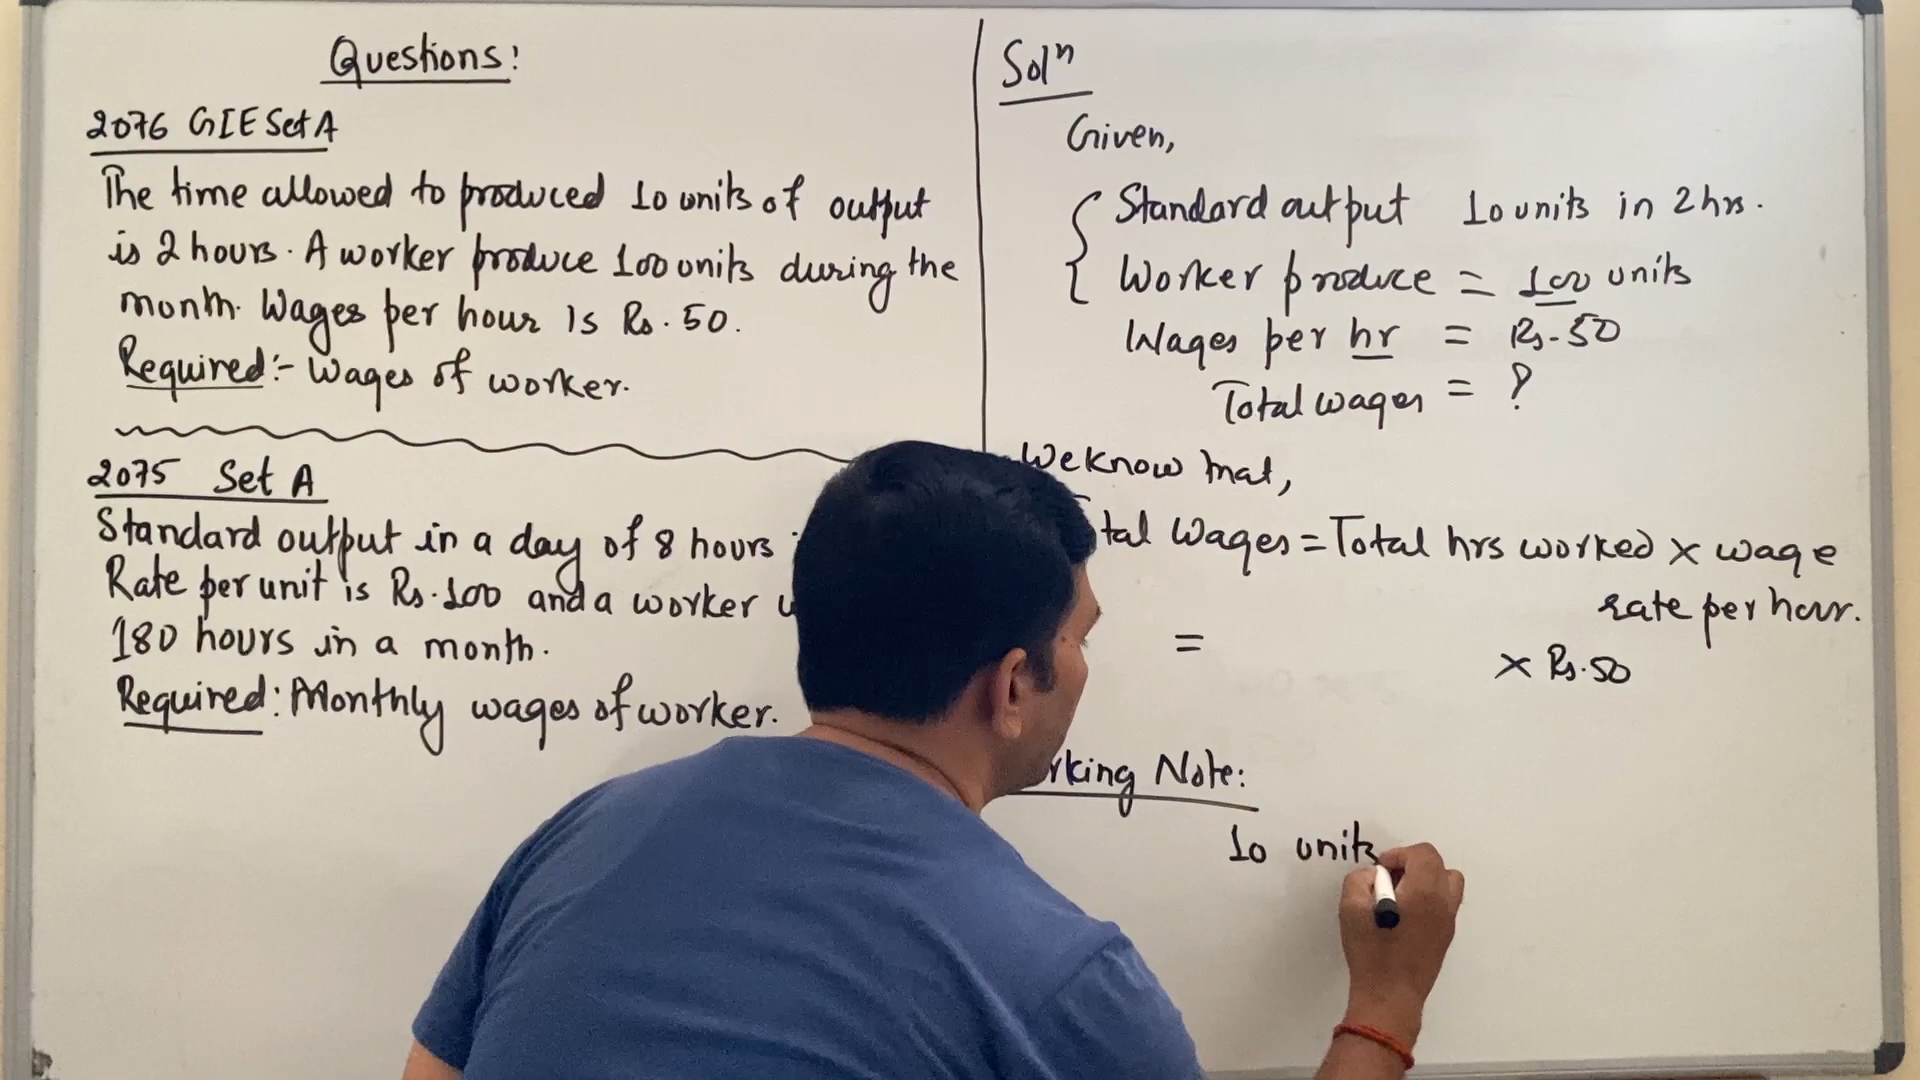 Questions:
2076 GIE Set A
The time allowed to produced 10 units of output
is 2 hours. A worker produce 100 units during the
month. Wages per hour is Rs. 50.
Required:- Wages of worker.
2075 Set A
Standard output in a day of 8 hours
Rate per unit is Rs. 100 and a worker
180 hours in a month.
Required: Monthly wages of worker.
Solⁿ
Given,
Standard output 10 units in 2 hrs.
Worker produce = 100 units
Wages per hr = Rs. 50
Total wages = ?
We know that,
Wages = Total hrs worked × wage
rate per hour.
= × Rs. 50
Note:
10 units